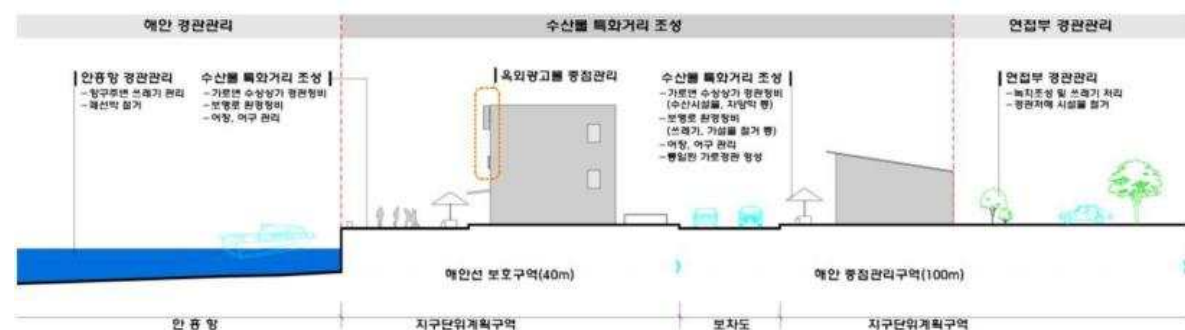 해안 경관관리
수산물 특화거리 조성
연접부 경관관리
안흥항 경관관리
-항구주변 쓰레기 관리
-폐선박 철거
수산물 특화거리 조성
-가로변 수상상가 경관정비
-보행로 환경정비
-어장, 어구 관리
옥외광고물 중점관리
수산물 특화거리 조성
-가로변 수상상가 경관정비
(수산시설물, 차양막 등)
-보행로 환경정비
(쓰레기, 가설물 철거 등)
-어장, 어구 관리
-통일된 가로경관 형성
연접부 경관관리
-녹지조성 및 쓰레기 처리
-경관저해 시설물 철거
해안선 보호구역(40m)
해안 중점관리구역(100m)
안흥항
지구단위계획구역
보차도
지구단위계획구역